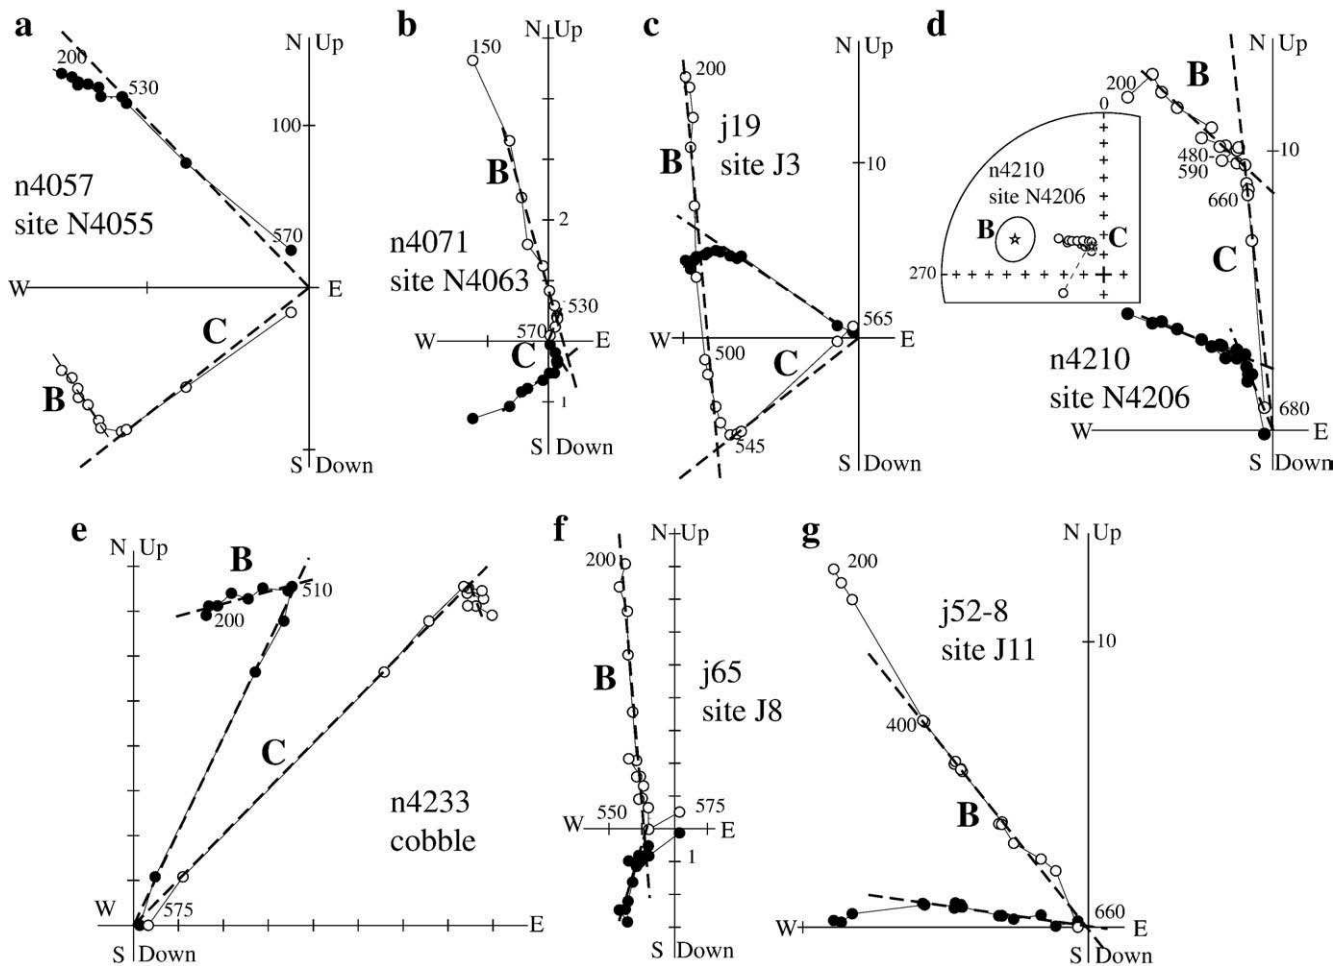 a
N Up
200
530
100
n4057
site N4055
570
W
E
C
B
S Down
b
N Up
150
B
2
n4071
site N4063
530
570
W
E
C
1
S
Down
c
N Up
200
j19
site J3
B
10
565
W
E
500
C
545
S Down
d
N Up
B
200
0
10
480-
590
n4210
site N4206
660
B
C
270
C
n4210
site N4206
680
W
E
S Down
e
N Up
B
510
200
C
n4233
cobble
W
575
E
S Down
f
N Up
200
B
j65
site J8
550
575
W
E
1
S Down
g
N Up
200
j52-8
site J11
10
400
B
660
W
E
S Down